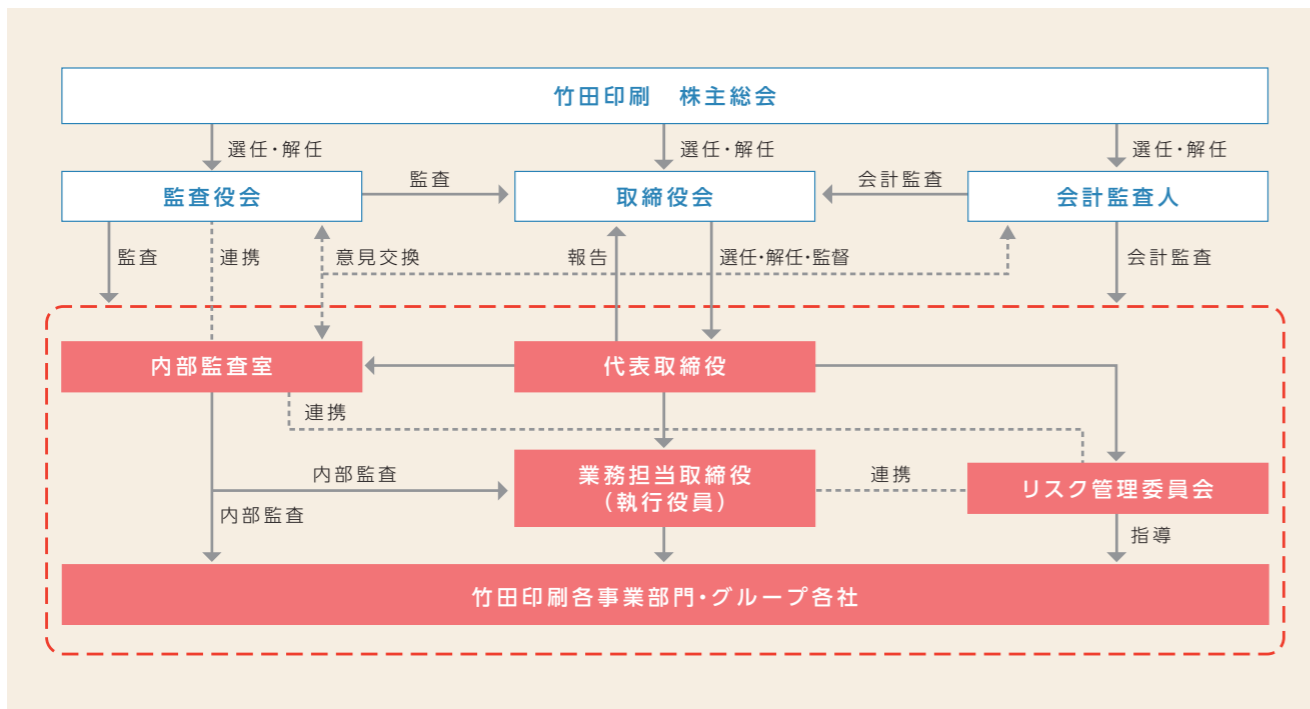 竹田印刷　株主総会
選任・解任
選任・解任
選任・解任
監査役会
監査
取締役会
会計監査
会計監査人
監査
連携
意見交換
報告
選任・解任・監督
会計監査
内部監査室
代表取締役
連携
内部監査
業務担当取締役
（執行役員）
連携
リスク管理委員会
内部監査
指導
竹田印刷各事業部門・グループ各社